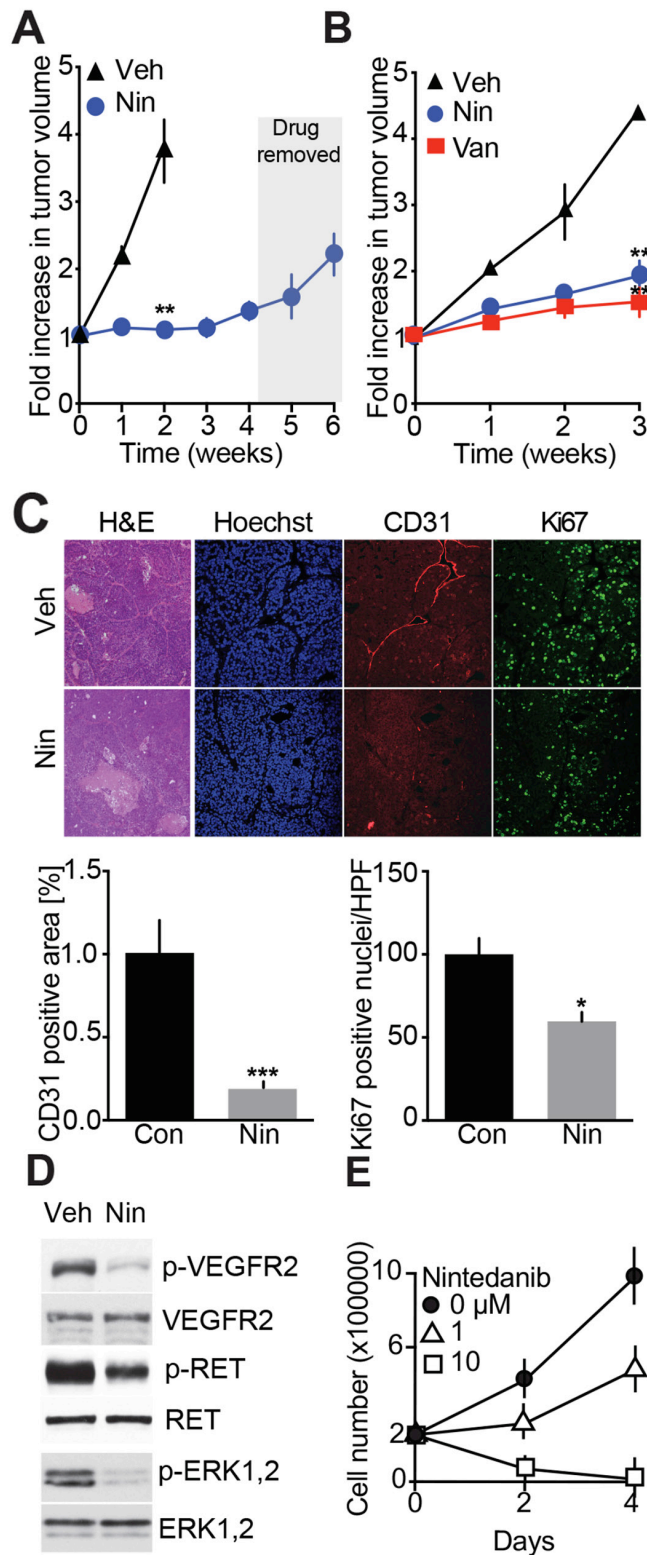 A
Fold increase in tumor volume
5
4
3
2
1
0
Veh
Nin
Drug
removed
**
0 1 2 3 4 5 6
Time (weeks)
B
Fold increase in tumor volume
5
4
3
2
1
0
Veh
Nin
Van
**
**
0 1 2 3
Time (weeks)
C
H&E Hoechst CD31 Ki67
Veh
Nin
CD31 positive area [%]
1.5
1.0
0.5
0.0
***
Con Nin
Ki67 positive nuclei/HPF
150
100
50
0
*
Con Nin
D
Veh Nin
p-VEGFR2
VEGFR2
p-RET
RET
p-ERK1,2
ERK1,2
E
Cell number (x100000)
10
6
2
0
Nintedanib
0 µM
1
10
0 2 4
Days